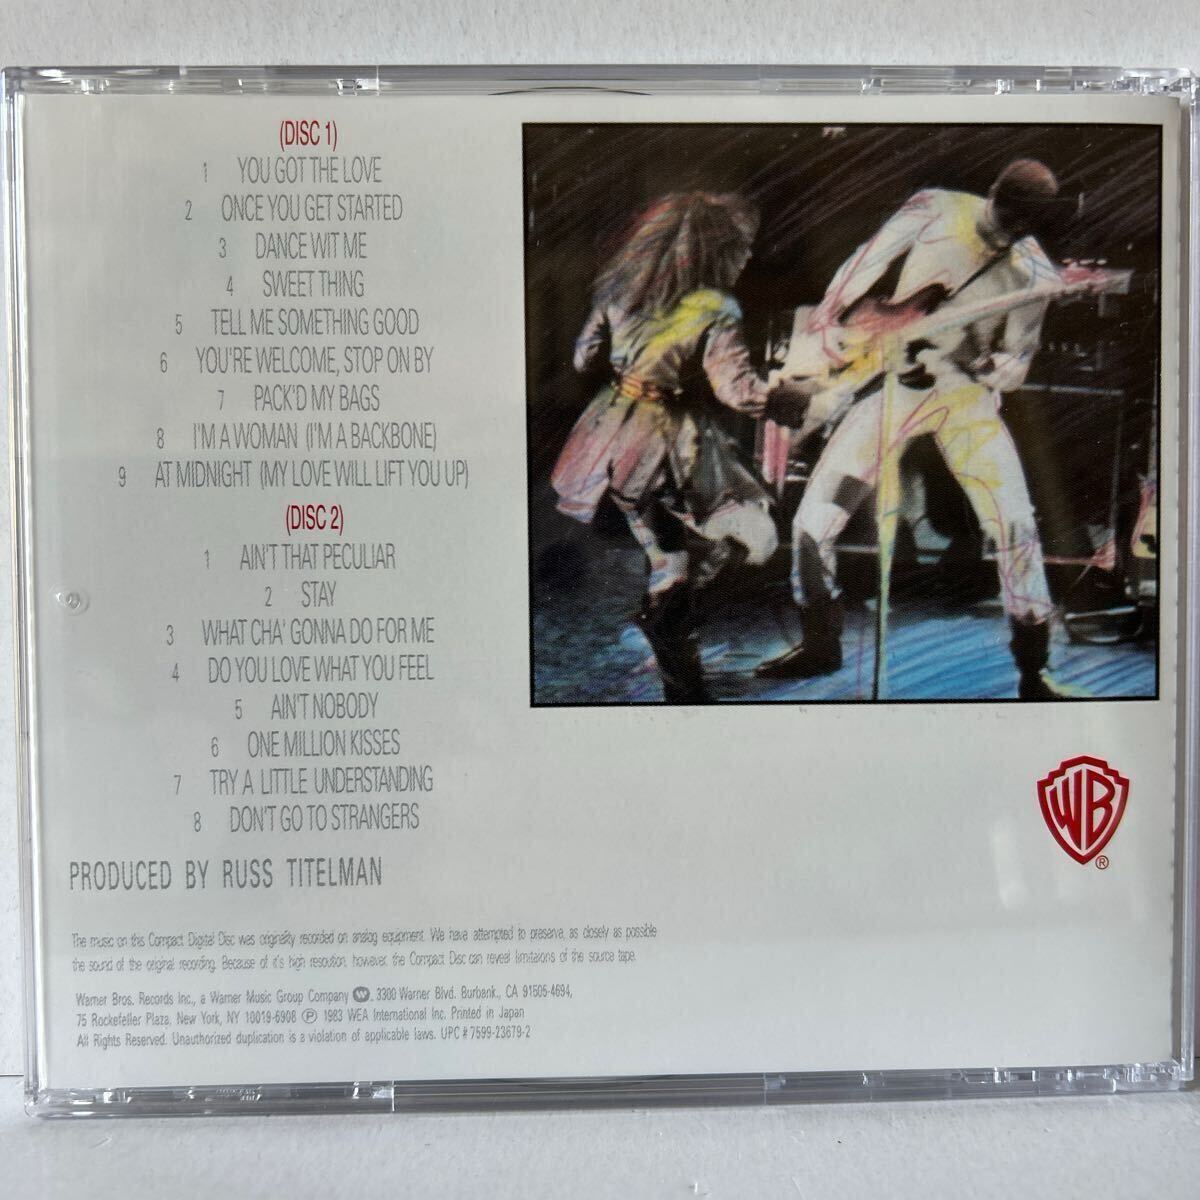 (DISC 1)
1 YOU GOT THE LOVE
2 ONCE YOU GET STARTED
3 DANCE WIT ME
4 SWEET THING
5 TELL ME SOMETHING GOOD
6 YOU'RE WELCOME, STOP ON BY
7 PACK'D MY BAGS
8 I'M A WOMAN (I'M A BACKBONE)
9 AT MIDNIGHT (MY LOVE WILL LIFT YOU UP)
(DISC 2)
1 AIN'T THAT PECULIAR
2 STAY
3 WHAT CHA' GONNA DO FOR ME
4 DO YOU LOVE WHAT YOU FEEL
5 AIN'T NOBODY
6 ONE MILLION KISSES
7 TRY A LITTLE UNDERSTANDING
8 DON'T GO TO STRANGERS
PRODUCED BY RUSS TITELMAN
WB ®
The music on this Compact Digital Disc was originally recorded on analog equipment. We have attempted to preserve, as closely as possible
the sound of the original recording. Because of it's high resoution, however, the Compact Disc can reveal limitaions of the source tape.
Warner Bros. Records Inc., a Warner Music Group Company, 3300 Warner Blvd. Burbank, CA 91505-4694,
75 Rockefeller Plaza, New York, NY 10019-6908 ℗ 1983 WEA International Inc. Printed in Japan
All Rights Reserved. Unauthorized duplication is a violation of applicable laws. UPC # 7599-23679-2